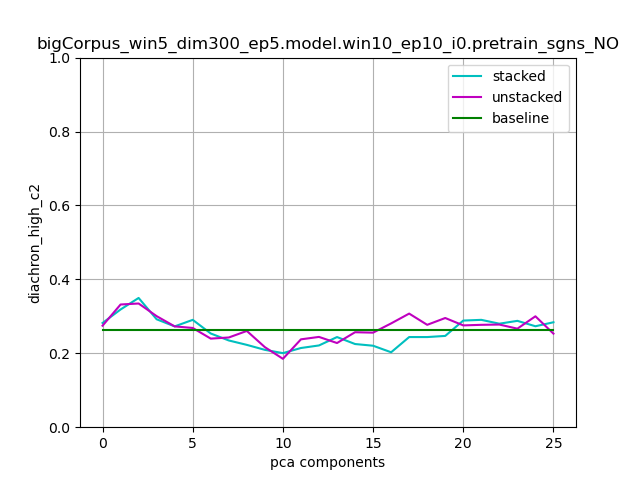 bigCorpus_win5_dim300_ep5.model.win10_ep10_i0.pretrain_sgns_NO
1.0
0.8
0.6
0.4
0.2
0.0
diachron_high_c2
stacked
unstacked
baseline
0 5 10 15 20 25
pca components